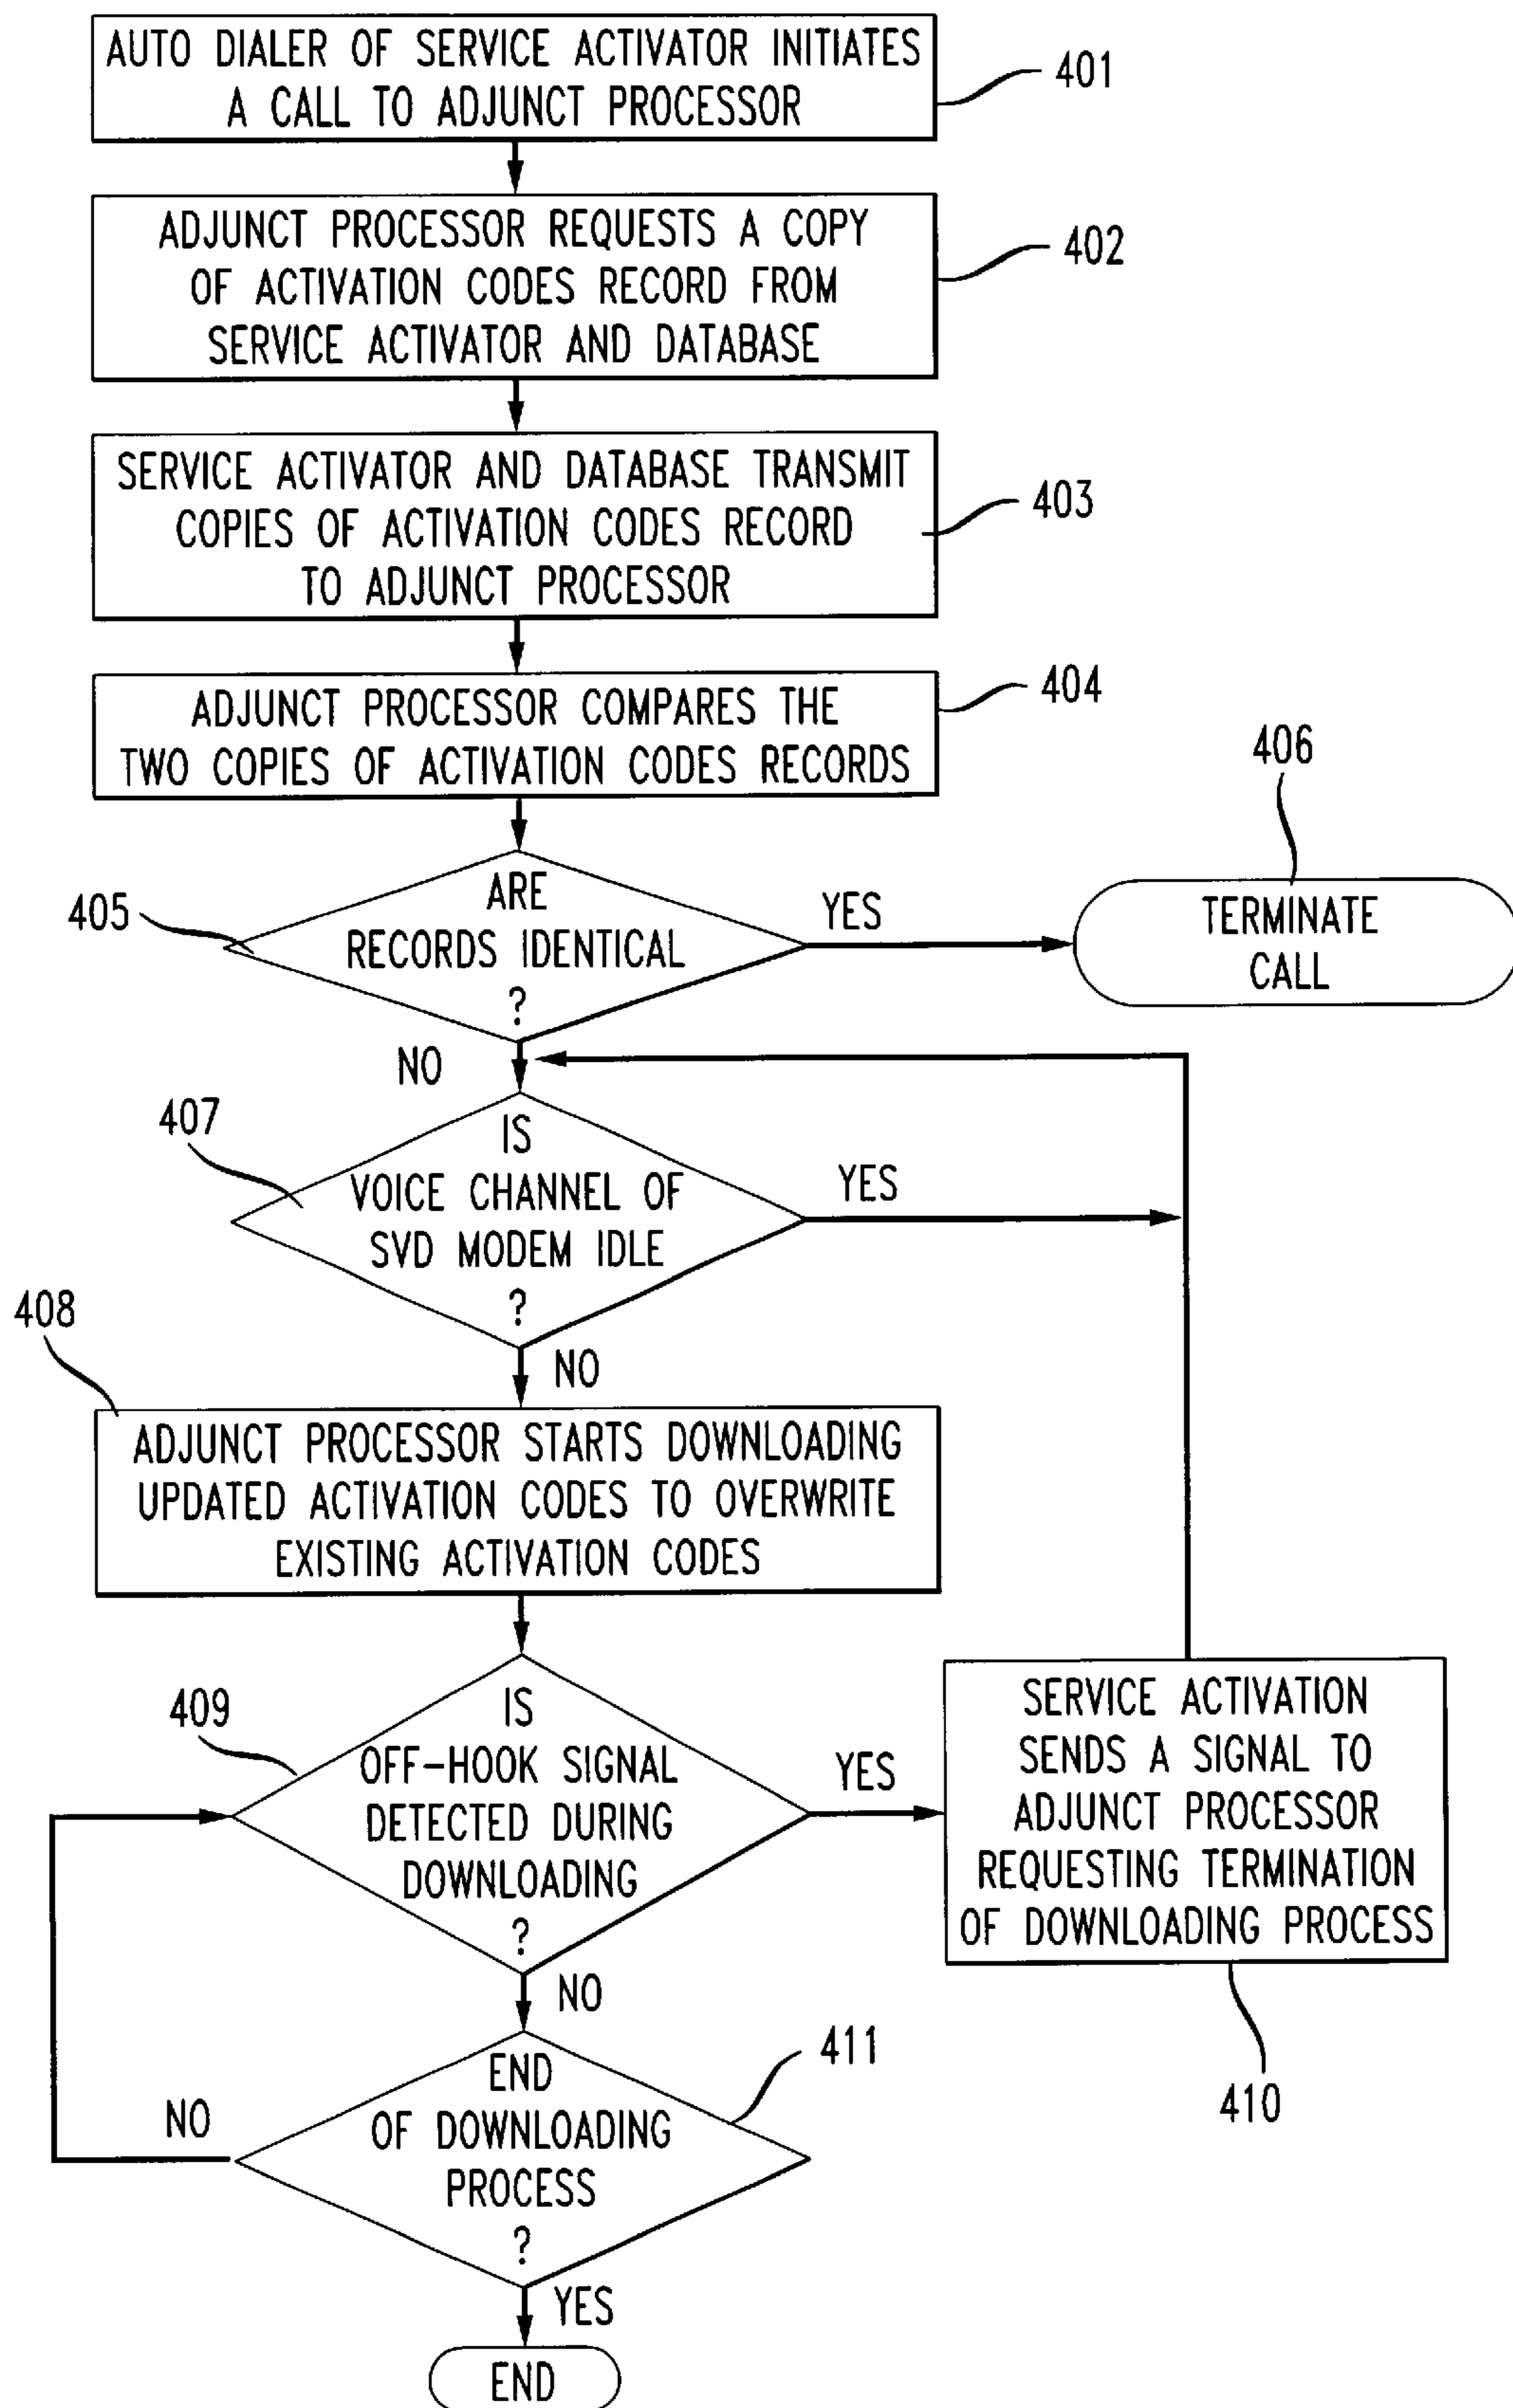 AUTO DIALER OF SERVICE ACTIVATOR INITIATES
A CALL TO ADJUNCT PROCESSOR
401
ADJUNCT PROCESSOR REQUESTS A COPY
OF ACTIVATION CODES RECORD FROM
SERVICE ACTIVATOR AND DATABASE
402
SERVICE ACTIVATOR AND DATABASE TRANSMIT
COPIES OF ACTIVATION CODES RECORD
TO ADJUNCT PROCESSOR
403
ADJUNCT PROCESSOR COMPARES THE
TWO COPIES OF ACTIVATION CODES RECORDS
404
405
ARE
RECORDS IDENTICAL
?
YES
406
TERMINATE
CALL
NO
407
IS
VOICE CHANNEL OF
SVD MODEM IDLE
?
YES
NO
408
ADJUNCT PROCESSOR STARTS DOWNLOADING
UPDATED ACTIVATION CODES TO OVERWRITE
EXISTING ACTIVATION CODES
409
IS
OFF-HOOK SIGNAL
DETECTED DURING
DOWNLOADING
?
YES
SERVICE ACTIVATION
SENDS A SIGNAL TO
ADJUNCT PROCESSOR
REQUESTING TERMINATION
OF DOWNLOADING PROCESS
410
NO
411
END
OF DOWNLOADING
PROCESS
?
NO
YES
END